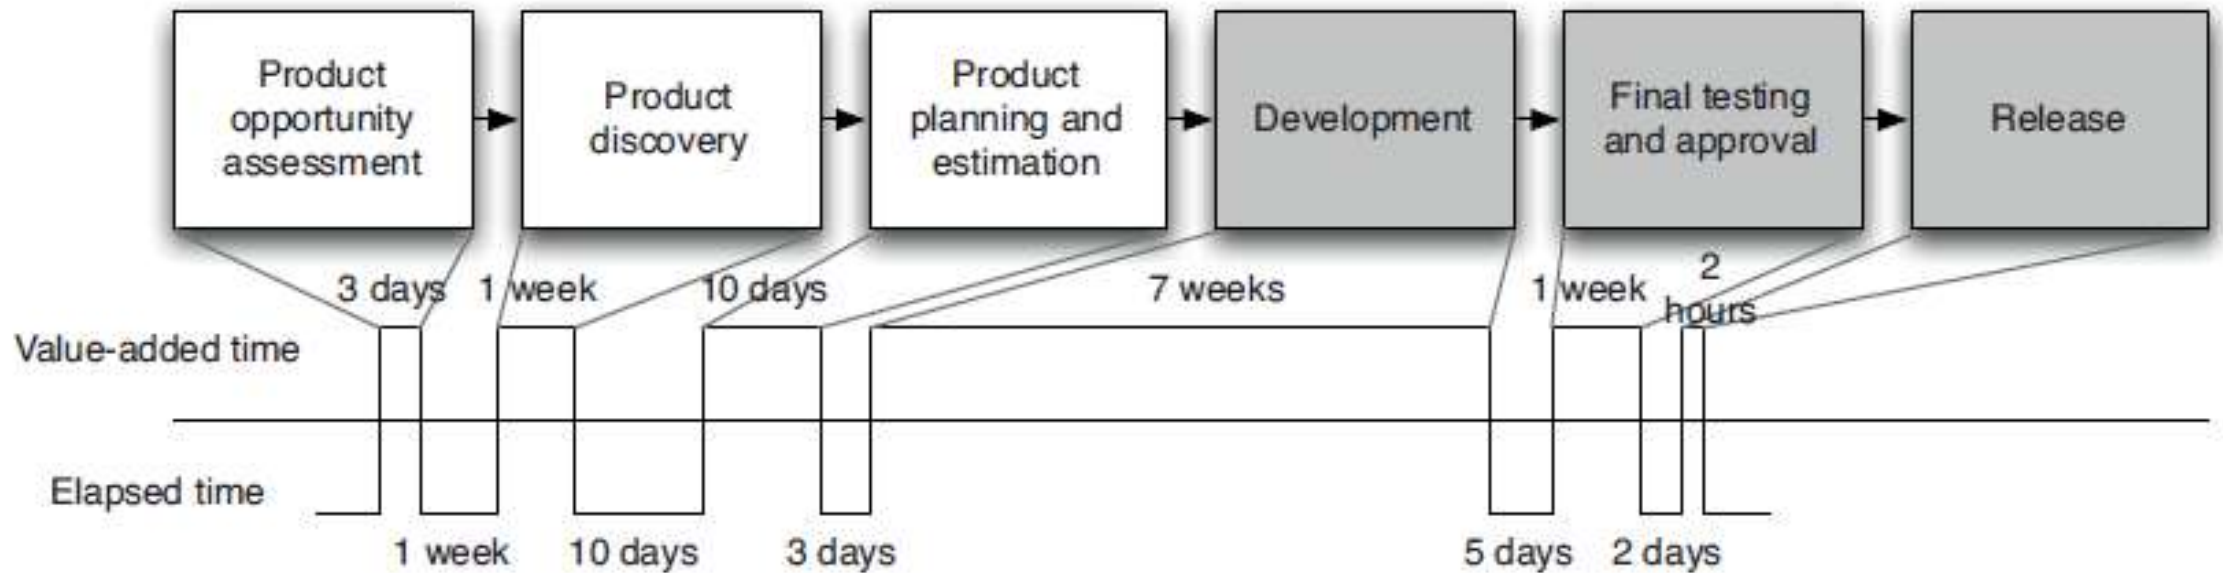 Product
opportunity
assessment
Product
discovery
Product
planning and
estimation
Development
Final testing
and approval
Release
3 days
1 week
10 days
7 weeks
1 week
2
hours
Value-added time
Elapsed time
1 week
10 days
3 days
5 days
2 days